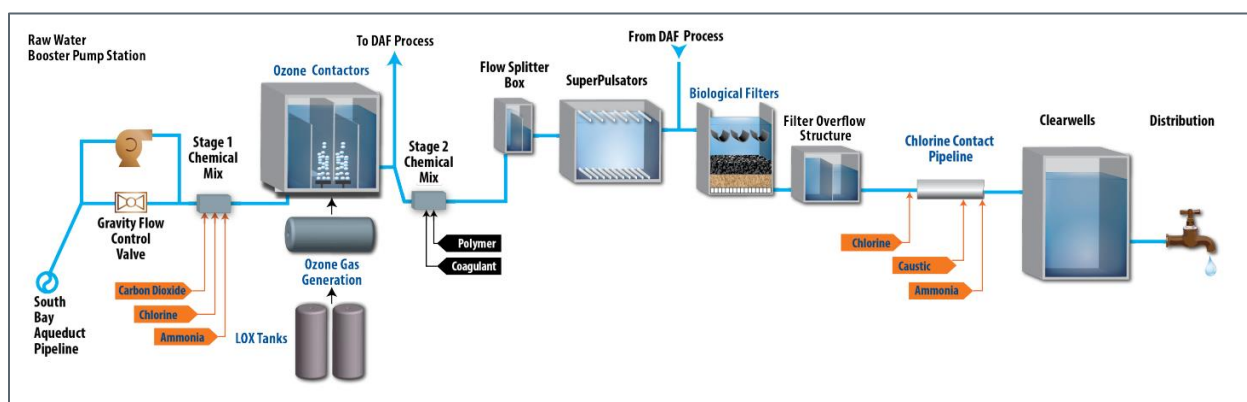 Raw Water
Booster Pump Station
Gravity Flow
Control
Valve
South
Bay
Aqueduct
Pipeline
Stage 1
Chemical
Mix
Carbon Dioxide
Chlorine
Ammonia
Ozone Contactors
Ozone Gas
Generation
LOX Tanks
To DAF Process
Stage 2
Chemical
Mix
Polymer
Coagulant
Flow Splitter
Box
SuperPulsators
From DAF Process
Biological Filters
Filter Overflow
Structure
Chlorine Contact
Pipeline
Chlorine
Caustic
Ammonia
Clearwells
Distribution